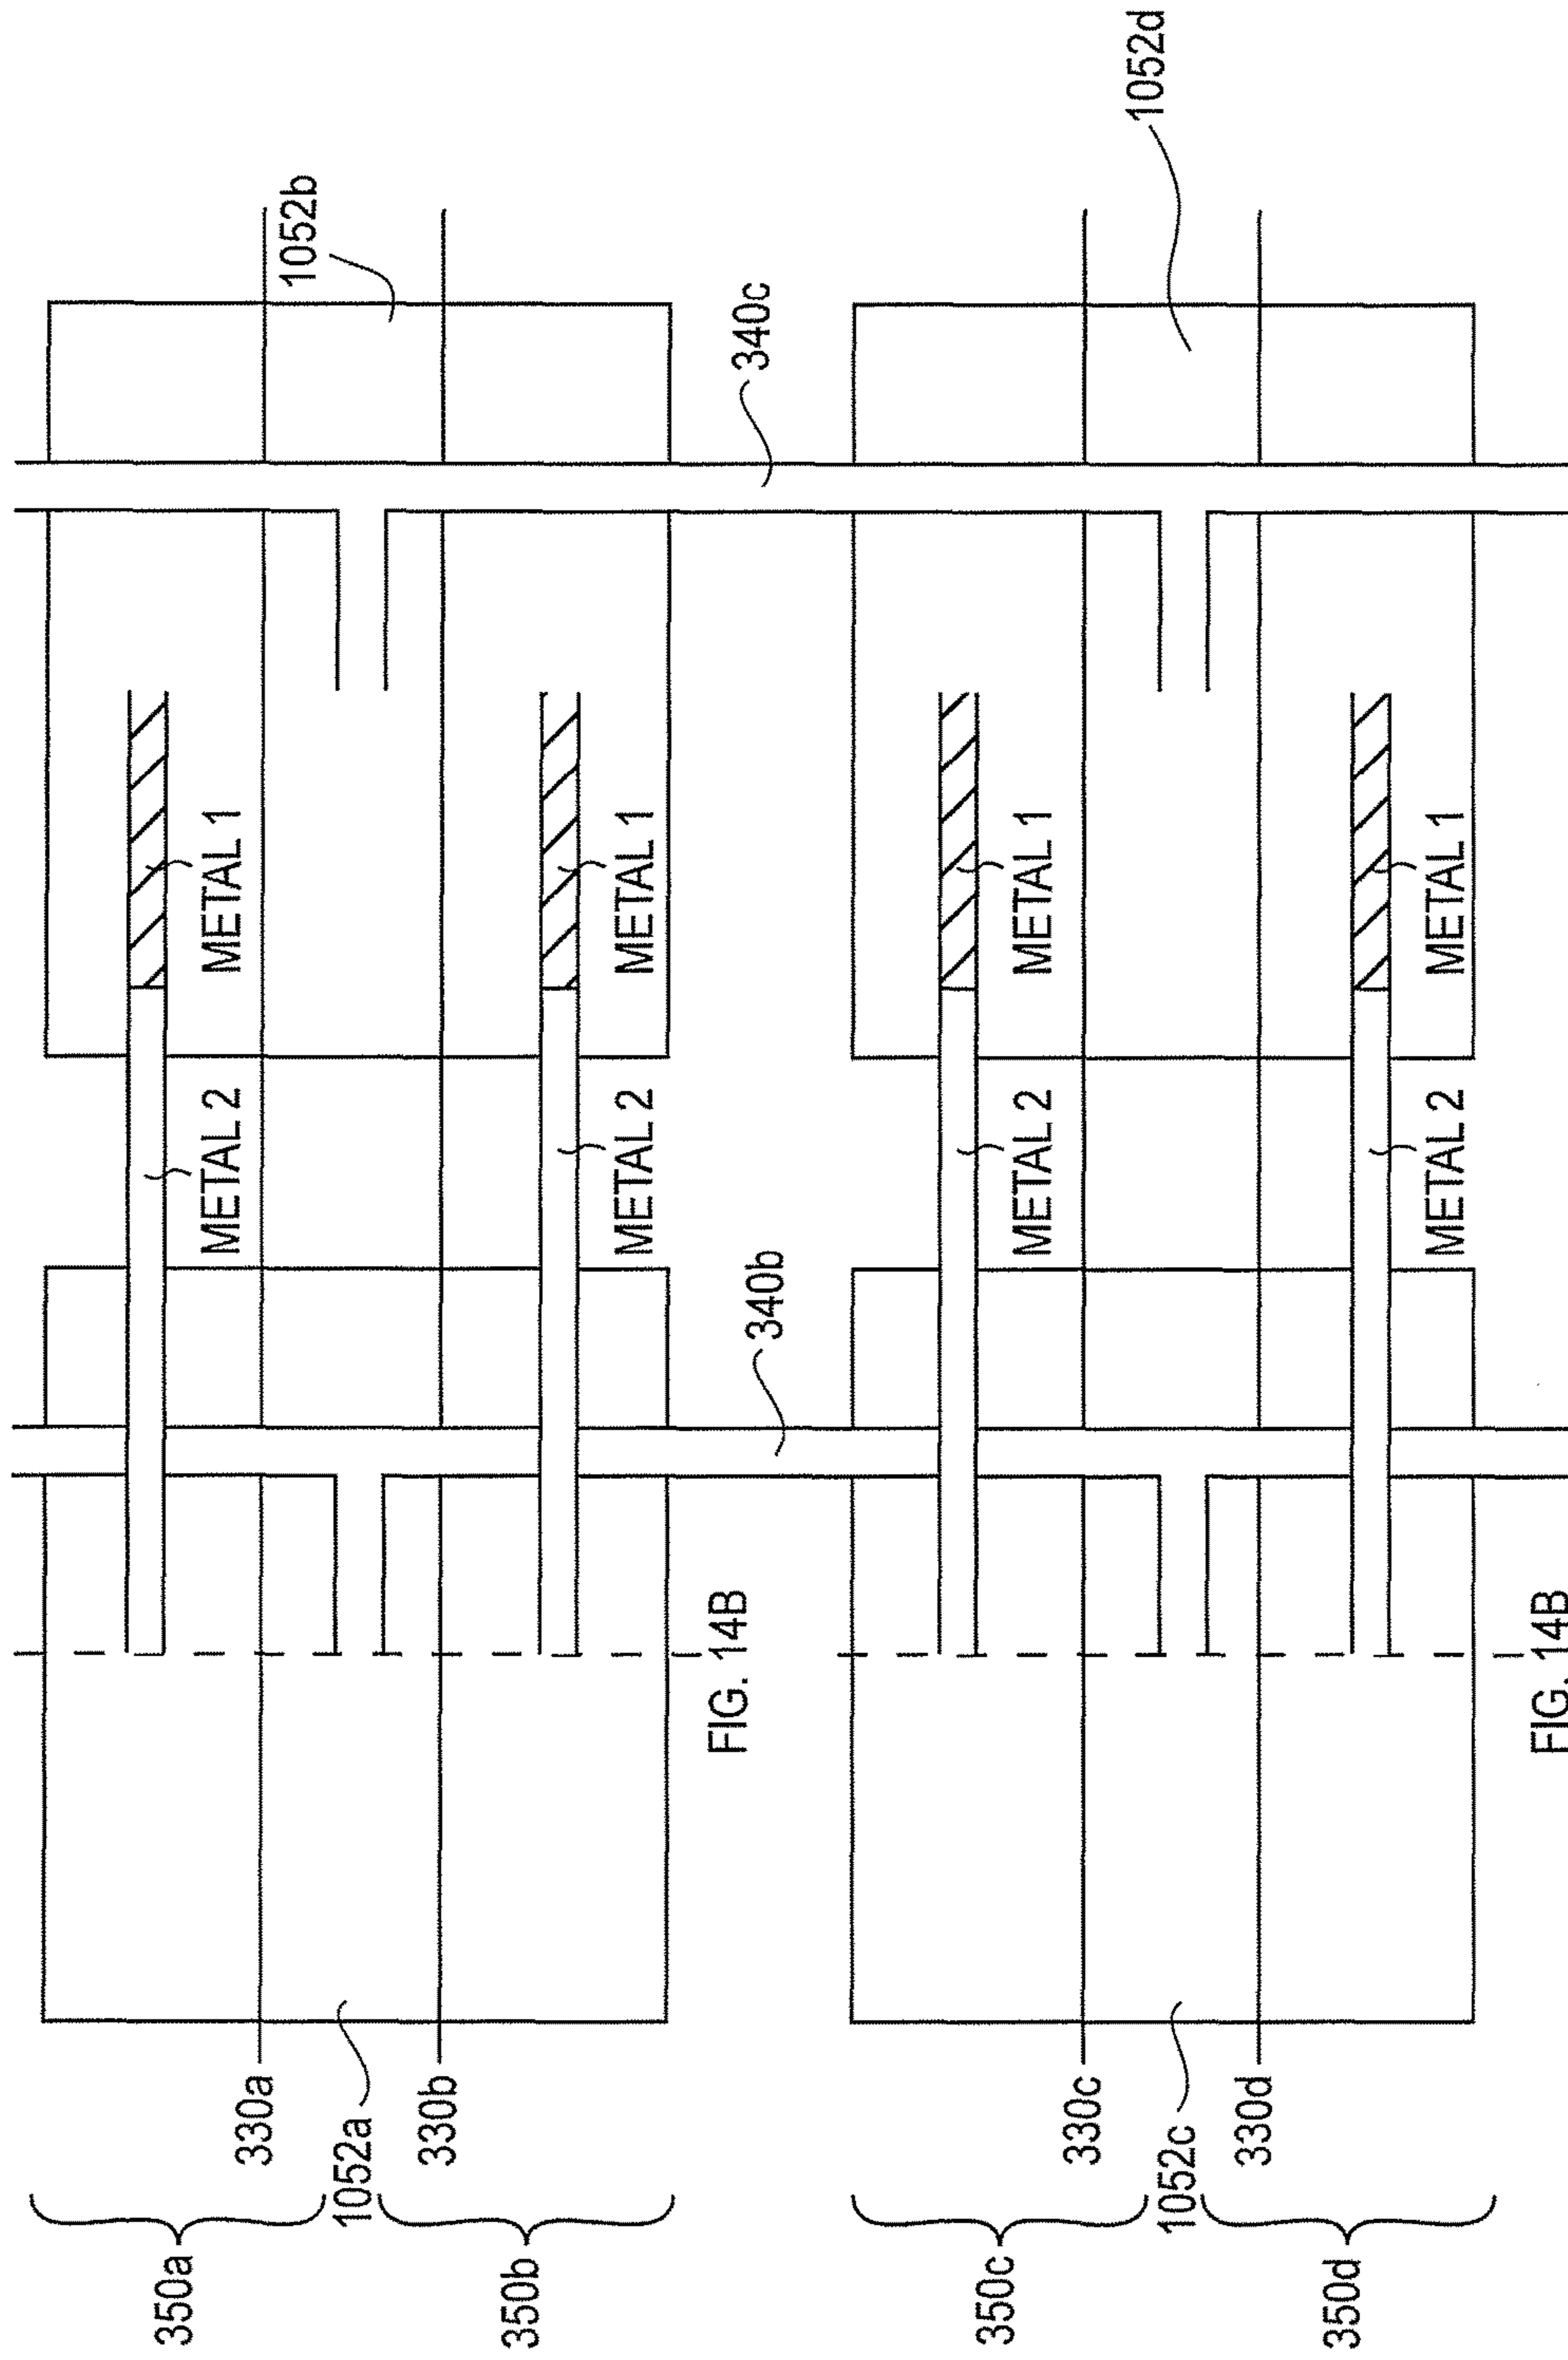 350a
METAL 2
METAL 1
330a
1052b
1052a
330b
350b
METAL 2
METAL 1
FIG. 14B
340b
340c
350c
METAL 2
METAL 1
330c
1052d
1052c
330d
350d
METAL 2
METAL 1
FIG. 14B